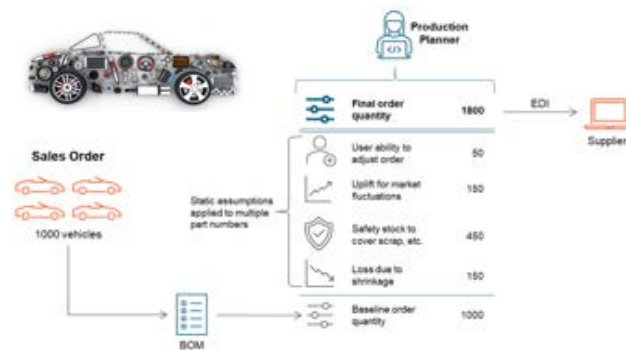 Production
Planner
Final order
quantity
1800
EDI
Supplier
Sales Order
1000 vehicles
Static assumptions
applied to multiple
part numbers
User ability to
adjust order
50
Uplift for market
fluctuations
150
Safety stock to
cover scrap, etc.
450
Loss due to
shrinkage
150
BOM
Baseline order
quantity
1000